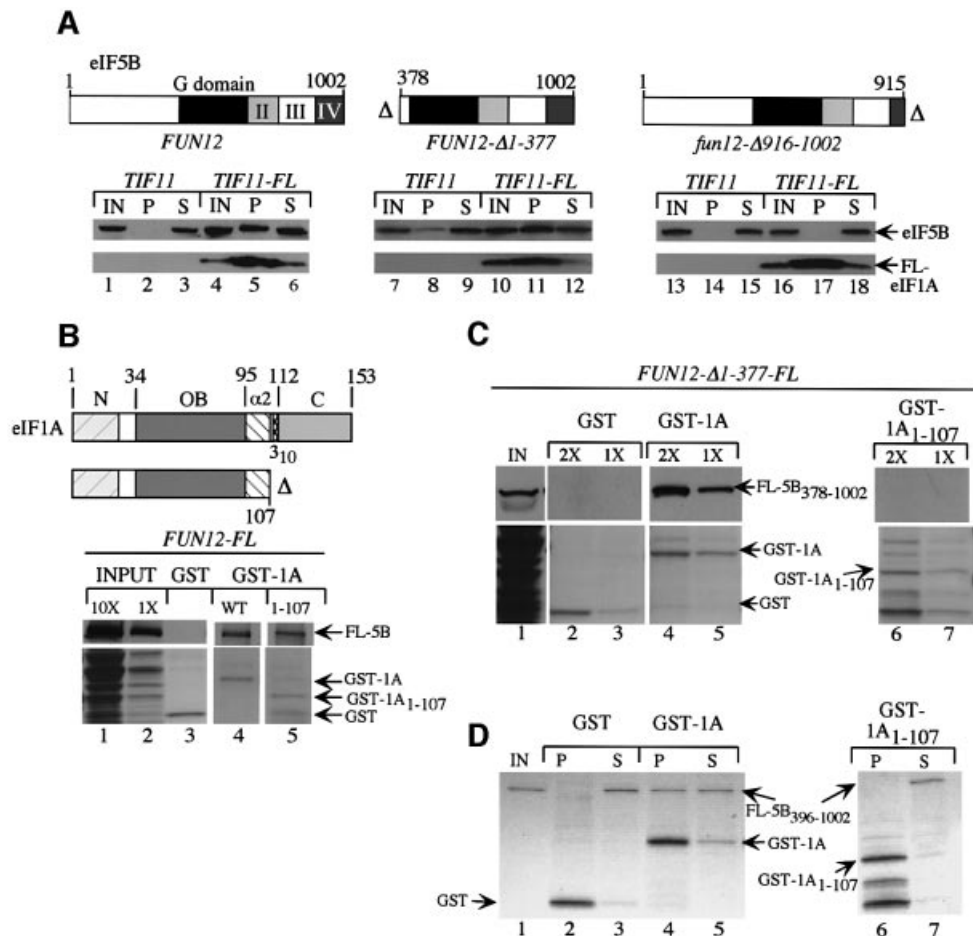 A
eIF5B
1 G domain 1002
II III IV
FUN12
378 1002
Δ
FUN12-Δ1-377
1 915
Δ
fun12-Δ916-1002
TIF11 TIF11-FL TIF11 TIF11-FL TIF11 TIF11-FL
IN P S IN P S IN P S IN P S IN P S IN P S
eIF5B
FL-eIF1A
1 2 3 4 5 6 7 8 9 10 11 12 13 14 15 16 17 18
B
1 34 95 112 153
N OB α2 C
eIF1A
3₁₀
Δ
107
FUN12-FL
INPUT GST GST-1A
10X 1X WT 1-107
FL-5B
GST-1A
GST-1A₁₋₁₀₇
GST
1 2 3 4 5
C
FUN12-Δ1-377-FL
GST GST-1A GST-1A₁₋₁₀₇
IN 2X 1X 2X 1X 2X 1X
FL-5B₃₇₈₋₁₀₀₂
GST-1A
GST-1A₁₋₁₀₇
GST
1 2 3 4 5 6 7
D
GST GST-1A GST-1A₁₋₁₀₇
IN P S P S P S
FL-5B₃₉₆₋₁₀₀₂
GST-1A
GST-1A₁₋₁₀₇
GST
1 2 3 4 5 6 7